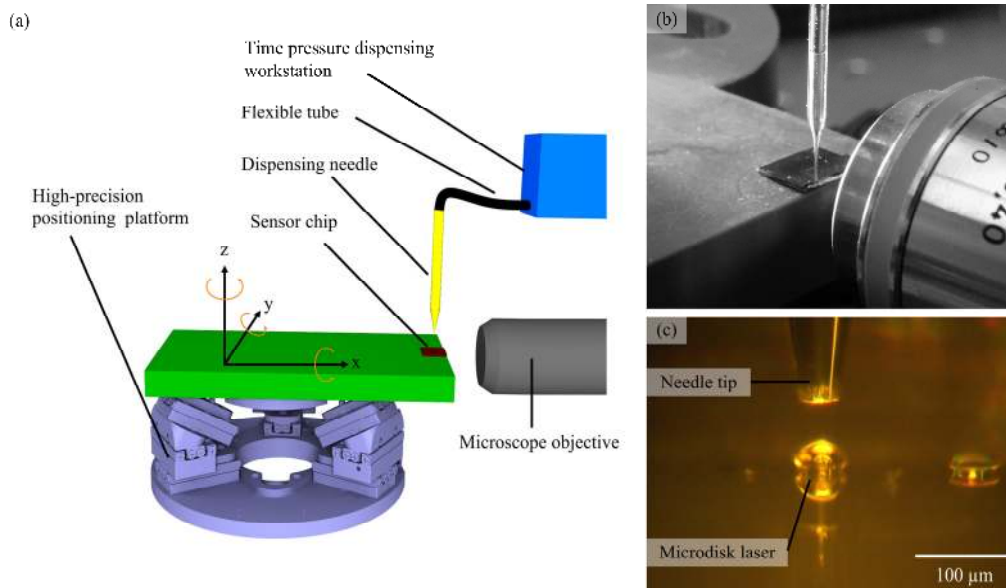 (a)
Time pressure dispensing
workstation
Flexible tube
Dispensing needle
High-precision
positioning platform
Sensor chip
z
y
x
Microscope objective
(b)
(c)
Needle tip
Microdisk laser
100 µm